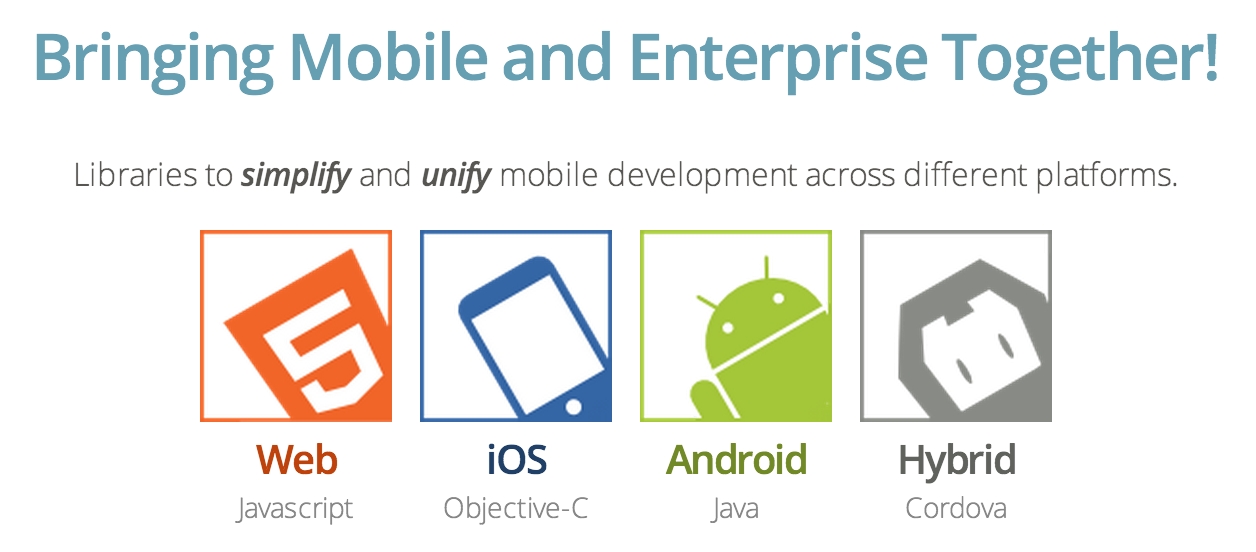 Bringing Mobile and Enterprise Together!
Libraries to simplify and unify mobile development across different platforms.
5
Web iOS Android Hybrid
Javascript Objective-C Java Cordova